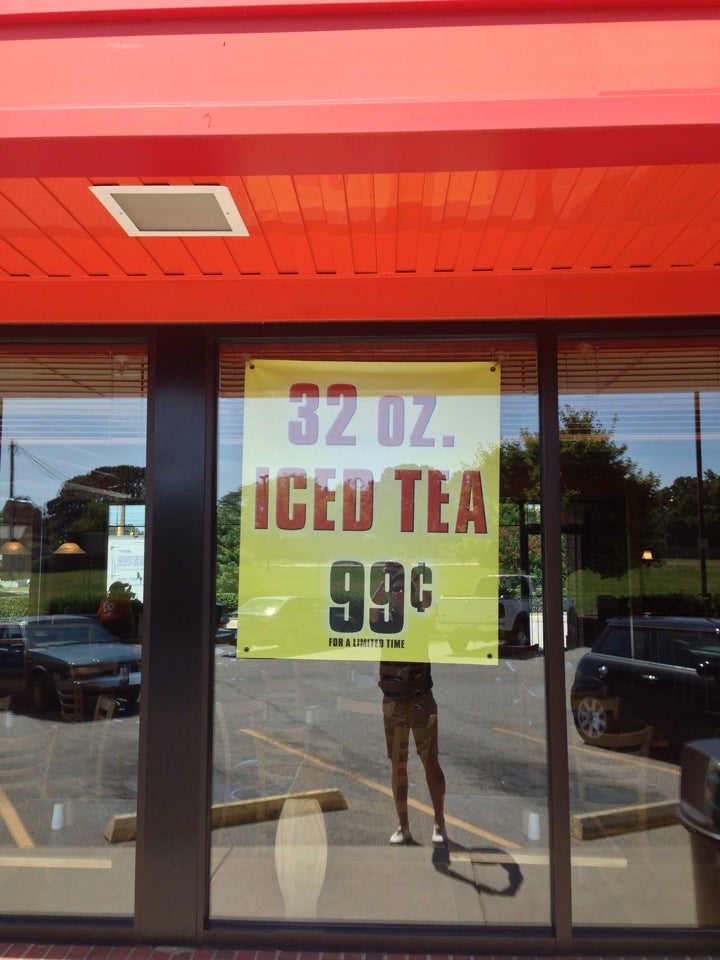 32 OZ.
ICED TEA
99¢
FOR A LIMITED TIME